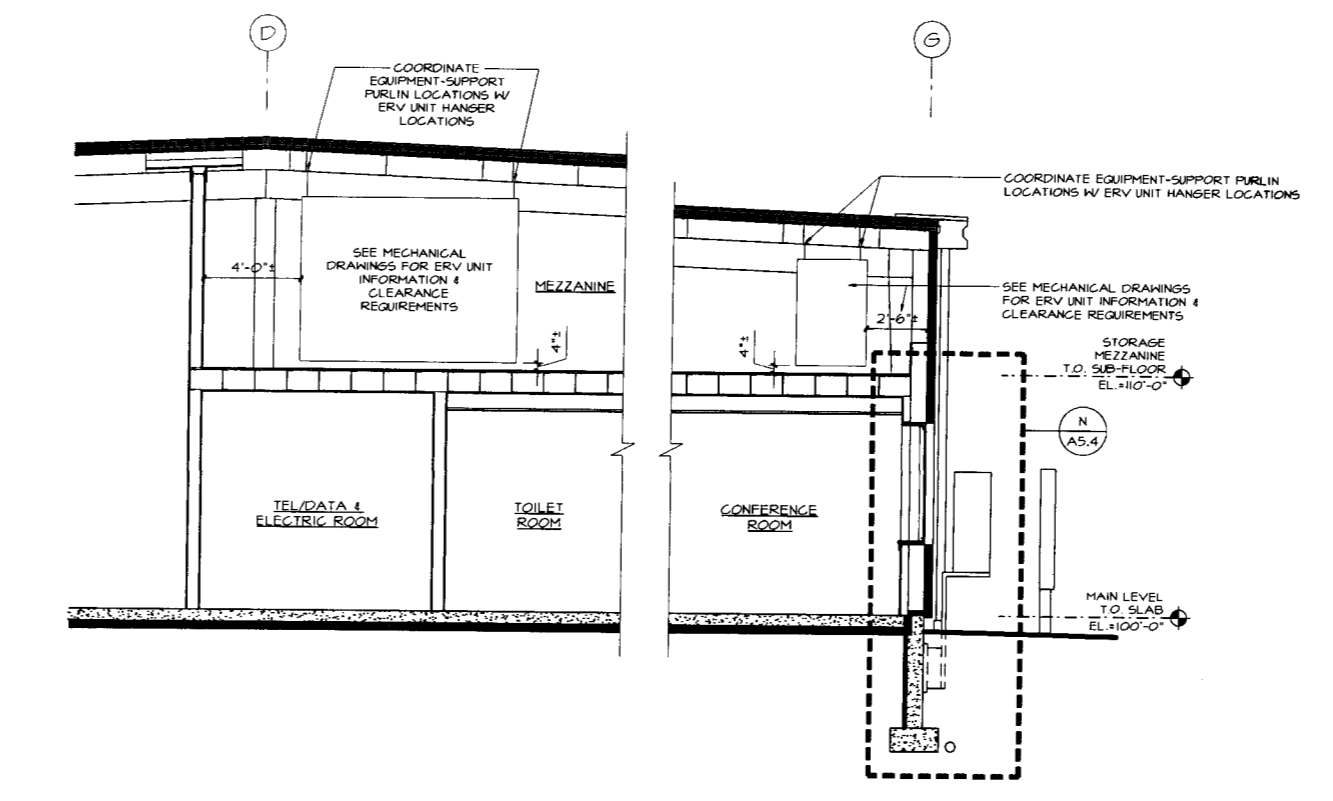 D
G
COORDINATE
EQUIPMENT-SUPPORT
PURLIN LOCATIONS W/
ERV UNIT HANGER
LOCATIONS
COORDINATE EQUIPMENT-SUPPORT PURLIN
LOCATIONS W/ ERV UNIT HANGER LOCATIONS
4'-0"±
SEE MECHANICAL
DRAWINGS FOR ERV UNIT
INFORMATION &
CLEARANCE
REQUIREMENTS
MEZZANINE
4"±
4"±
2'-6"±
SEE MECHANICAL DRAWINGS
FOR ERV UNIT INFORMATION &
CLEARANCE REQUIREMENTS
STORAGE
MEZZANINE
T.O. SUB-FLOOR
EL.=110'-0"
N
A5.4
TEL/DATA &
ELECTRIC ROOM
TOILET
ROOM
CONFERENCE
ROOM
MAIN LEVEL
T.O. SLAB
EL.=100'-0"